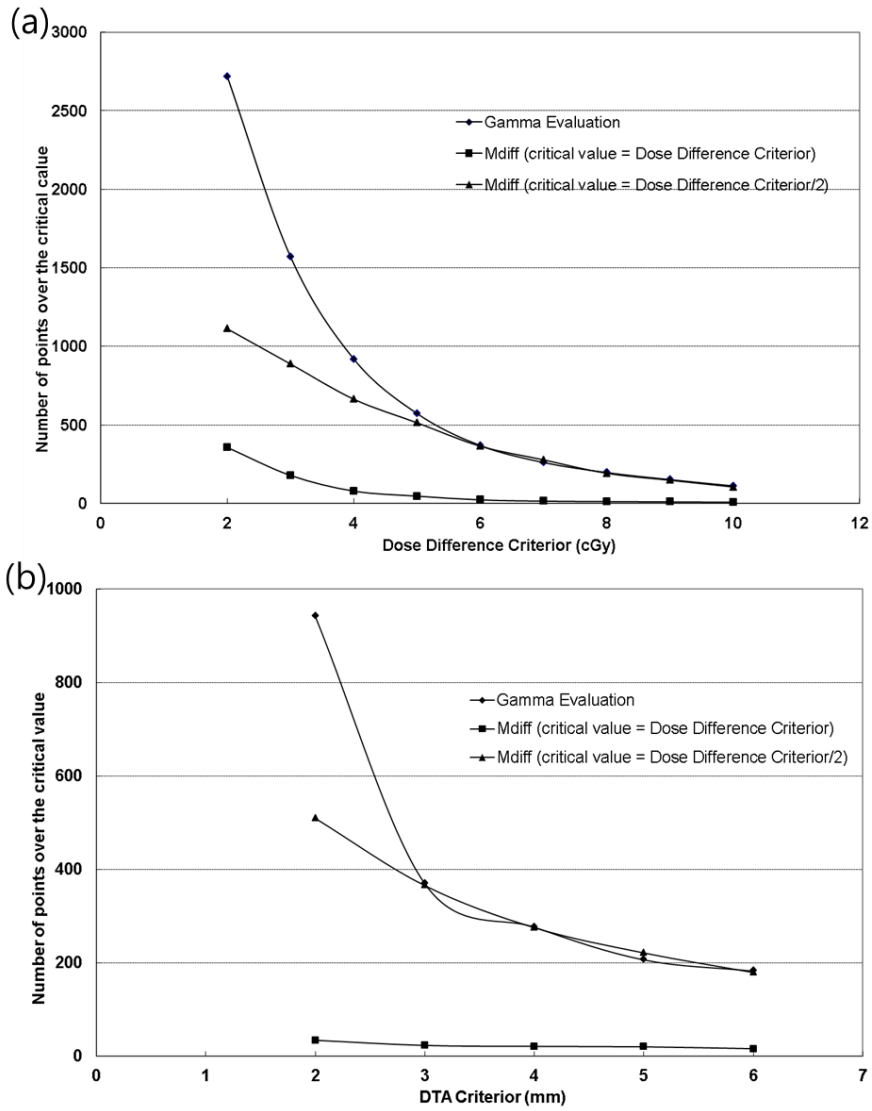 (a)
3000
2500
2000
1500
1000
500
0
Number of points over the critical calue
Gamma Evaluation
Mdiff (critical value = Dose Difference Criterior)
Mdiff (critical value = Dose Difference Criterior/2)
0 2 4 6 8 10 12
Dose Difference Criterior (cGy)
(b)
1000
800
600
400
200
0
Number of points over the critical value
Gamma Evaluation
Mdiff (critical value = Dose Difference Criterior)
Mdiff (critical value = Dose Difference Criterior/2)
0 1 2 3 4 5 6 7
DTA Criterior (mm)